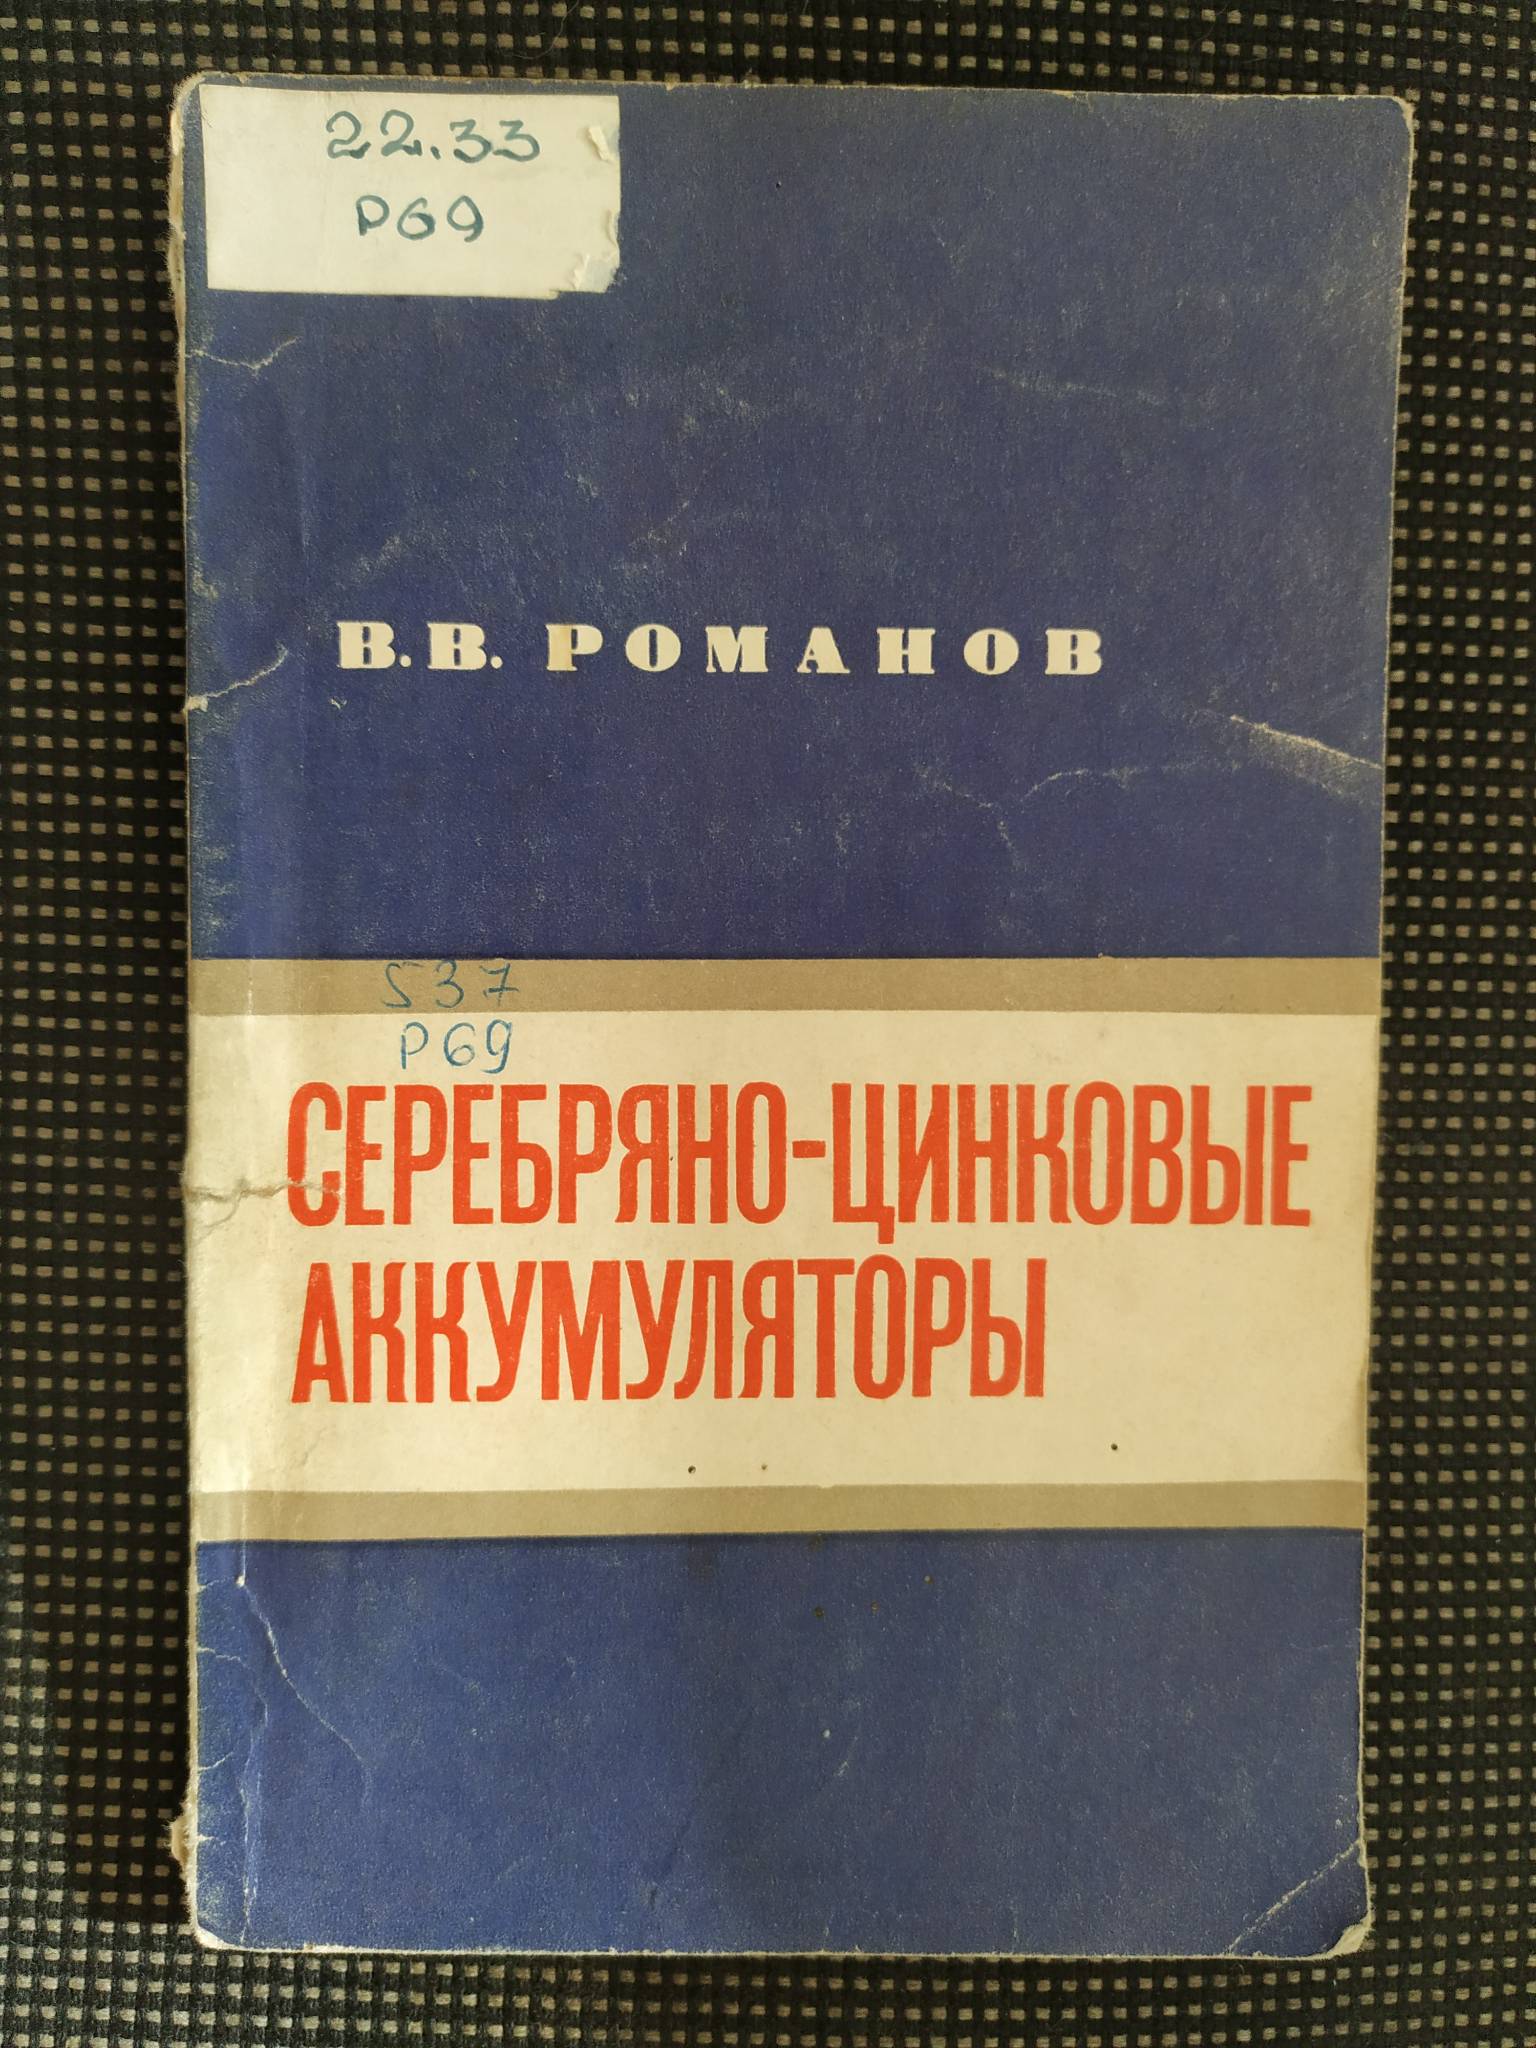 22.33
Р69
В.В. РОМАНОВ
537
Р69
СЕРЕБРЯНО-ЦИНКОВЫЕ
АККУМУЛЯТОРЫ